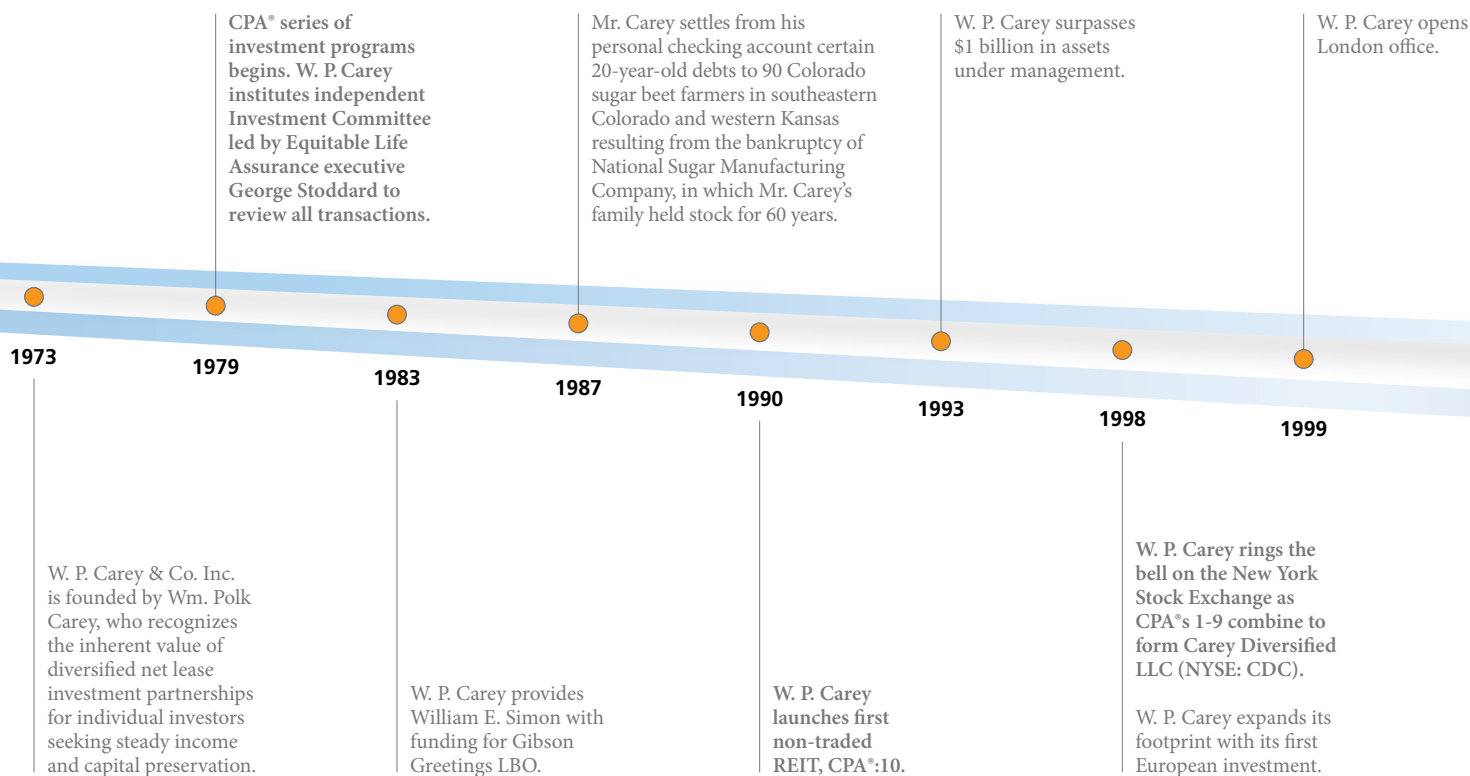 CPA® series of
investment programs
begins. W. P. Carey
institutes independent
Investment Committee
led by Equitable Life
Assurance executive
George Stoddard to
review all transactions.
Mr. Carey settles from his
personal checking account certain
20-year-old debts to 90 Colorado
sugar beet farmers in southeastern
Colorado and western Kansas
resulting from the bankruptcy of
National Sugar Manufacturing
Company, in which Mr. Carey’s
family held stock for 60 years.
W. P. Carey surpasses
$1 billion in assets
under management.
W. P. Carey opens
London office.
1973
1979
1983
1987
1990
1993
1998
1999
W. P. Carey & Co. Inc.
is founded by Wm. Polk
Carey, who recognizes
the inherent value of
diversified net lease
investment partnerships
for individual investors
seeking steady income
and capital preservation.
W. P. Carey provides
William E. Simon with
funding for Gibson
Greetings LBO.
W. P. Carey
launches first
non-traded
REIT, CPA®:10.
W. P. Carey rings the
bell on the New York
Stock Exchange as
CPA®s 1-9 combine to
form Carey Diversified
LLC (NYSE: CDC).
W. P. Carey expands its
footprint with its first
European investment.